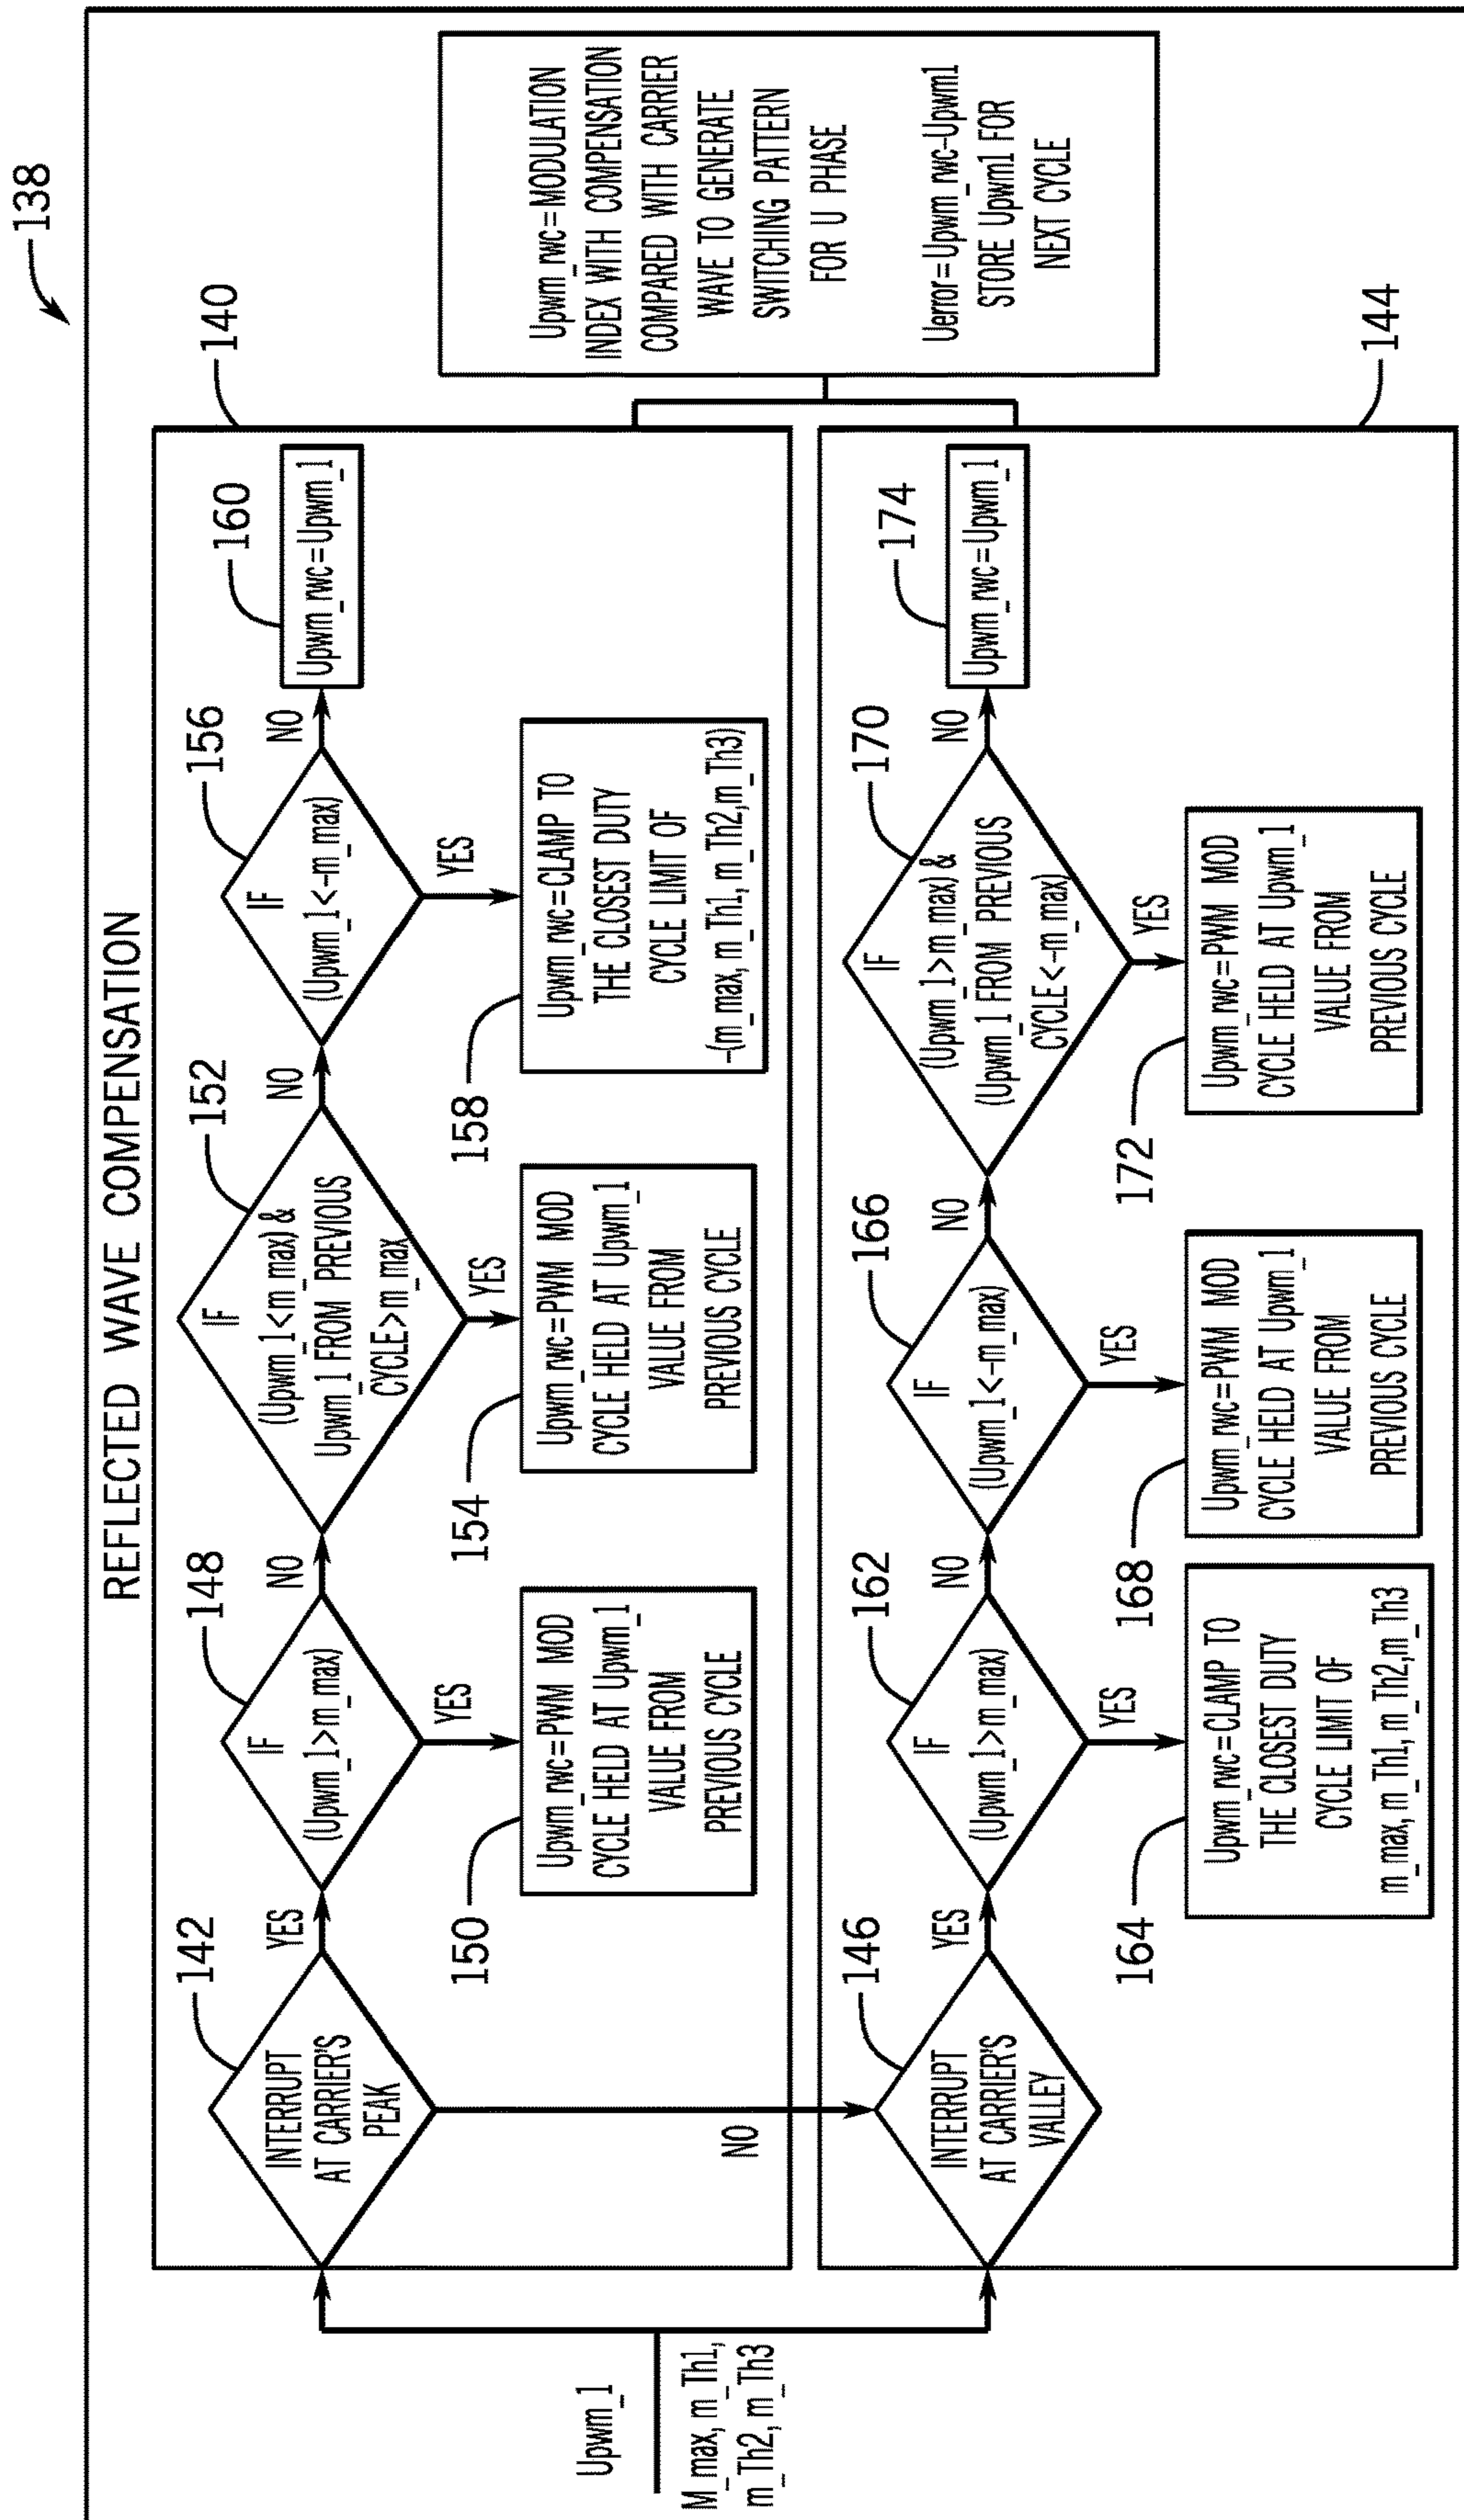 138
REFLECTED WAVE COMPENSATION
Upwm_1
M_max, m_Th1,
m_Th2, m_Th3
140
142
INTERRUPT
AT CARRIER'S
PEAK
YES
NO
148
IF
(Upwm_1>m_max)
NO
YES
150
Upwm_rwc=PWM MOD
CYCLE HELD AT Upwm_1
VALUE FROM
PREVIOUS CYCLE
152
IF
(Upwm_1<m_max) &
Upwm_1 FROM PREVIOUS
CYCLE>m_max
NO
YES
154
Upwm_rwc=PWM MOD
CYCLE HELD AT Upwm_1
VALUE FROM
PREVIOUS CYCLE
156
IF
(Upwm_1<-m_max)
NO
YES
158
Upwm_rwc=CLAMP TO
THE CLOSEST DUTY
CYCLE LIMIT OF
-(m_max, m_Th1, m_Th2,m_Th3)
160
Upwm_rwc=Upwm_1
144
146
INTERRUPT
AT CARRIER'S
VALLEY
YES
162
IF
(Upwm_1>m_max)
NO
YES
164
Upwm_rwc=CLAMP TO
THE CLOSEST DUTY
CYCLE LIMIT OF
m_max, m_Th1, m_Th2,m_Th3
166
IF
(Upwm_1<-m_max)
NO
YES
168
Upwm_rwc=PWM MOD
CYCLE HELD AT Upwm_1
VALUE FROM
PREVIOUS CYCLE
170
IF
(Upwm_1>m_max) &
(Upwm_1 FROM PREVIOUS
CYCLE<-m_max)
NO
YES
172
Upwm_rwc=PWM MOD
CYCLE HELD AT Upwm_1
VALUE FROM
PREVIOUS CYCLE
174
Upwm_rwc=Upwm_1
Upwm_rwc=MODULATION
INDEX WITH COMPENSATION
COMPARED WITH CARRIER
WAVE TO GENERATE
SWITCHING PATTERN
FOR U PHASE
Uerror=Upwm_rwc-Upwm1
STORE Upwm1 FOR
NEXT CYCLE